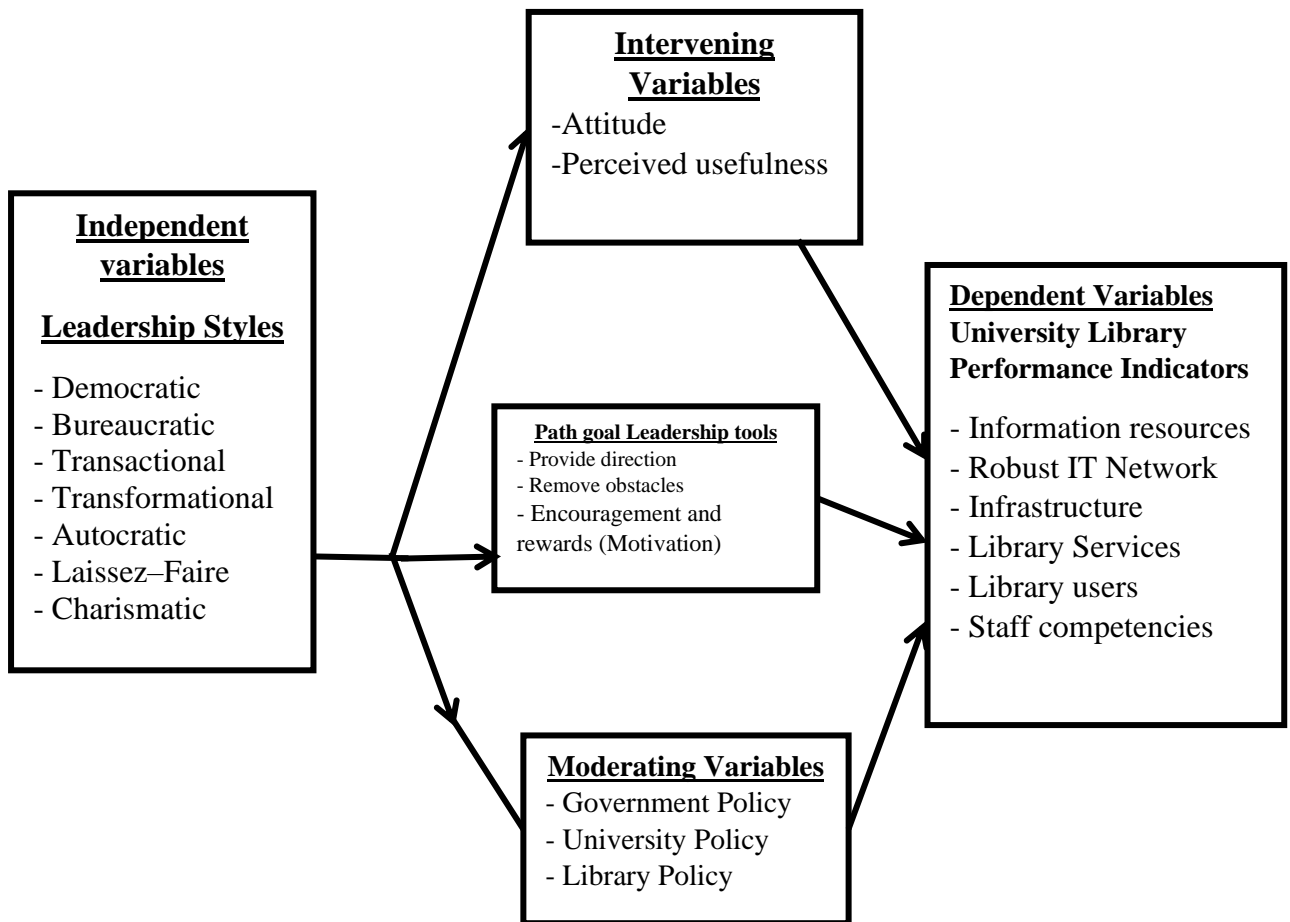 Independent
variables
Leadership Styles
- Democratic
- Bureaucratic
- Transactional
- Transformational
- Autocratic
- Laissez–Faire
- Charismatic
Intervening
Variables
-Attitude
-Perceived usefulness
Path goal Leadership tools
- Provide direction
- Remove obstacles
- Encouragement and
rewards (Motivation)
Moderating Variables
- Government Policy
- University Policy
- Library Policy
Dependent Variables
University Library
Performance Indicators
- Information resources
- Robust IT Network
- Infrastructure
- Library Services
- Library users
- Staff competencies